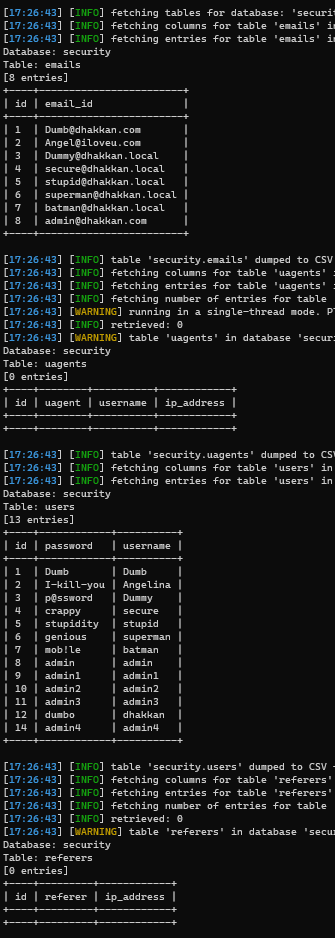 [17:26:43] [INFO] fetching tables for database: 'securit
[17:26:43] [INFO] fetching columns for table 'emails' in
[17:26:43] [INFO] fetching entries for table 'emails' in
Database: security
Table: emails
[8 entries]
+----+------------------------+
| id | email_id               |
+----+------------------------+
| 1  | Dumb@dhakkan.com       |
| 2  | Angel@iloveu.com       |
| 3  | Dummy@dhakkan.local    |
| 4  | secure@dhakkan.local   |
| 5  | stupid@dhakkan.local   |
| 6  | superman@dhakkan.local |
| 7  | batman@dhakkan.local   |
| 8  | admin@dhakkan.com      |
+----+------------------------+
[17:26:43] [INFO] table 'security.emails' dumped to CSV
[17:26:43] [INFO] fetching columns for table 'uagents' i
[17:26:43] [INFO] fetching entries for table 'uagents' i
[17:26:43] [INFO] fetching number of entries for table
[17:26:43] [WARNING] running in a single-thread mode. Pl
[17:26:43] [INFO] retrieved: 0
[17:26:43] [WARNING] table 'uagents' in database 'securi
Database: security
Table: uagents
[0 entries]
+----+--------+----------+------------+
| id | uagent | username | ip_address |
+----+--------+----------+------------+
+----+--------+----------+------------+
[17:26:43] [INFO] table 'security.uagents' dumped to CSV
[17:26:43] [INFO] fetching columns for table 'users' in
[17:26:43] [INFO] fetching entries for table 'users' in
Database: security
Table: users
[13 entries]
+----+------------+----------+
| id | password   | username |
+----+------------+----------+
| 1  | Dumb       | Dumb     |
| 2  | I-kill-you | Angelina |
| 3  | p@ssword   | Dummy    |
| 4  | crappy     | secure   |
| 5  | stupidity  | stupid   |
| 6  | genious    | superman |
| 7  | mob!le     | batman   |
| 8  | admin      | admin    |
| 9  | admin1     | admin1   |
| 10 | admin2     | admin2   |
| 11 | admin3     | admin3   |
| 12 | dumbo      | dhakkan  |
| 14 | admin4     | admin4   |
+----+------------+----------+
[17:26:43] [INFO] table 'security.users' dumped to CSV
[17:26:43] [INFO] fetching columns for table 'referers'
[17:26:43] [INFO] fetching entries for table 'referers'
[17:26:43] [INFO] fetching number of entries for table
[17:26:43] [INFO] retrieved: 0
[17:26:43] [WARNING] table 'referers' in database 'secur
Database: security
Table: referers
[0 entries]
+----+---------+------------+
| id | referer | ip_address |
+----+---------+------------+
+----+---------+------------+